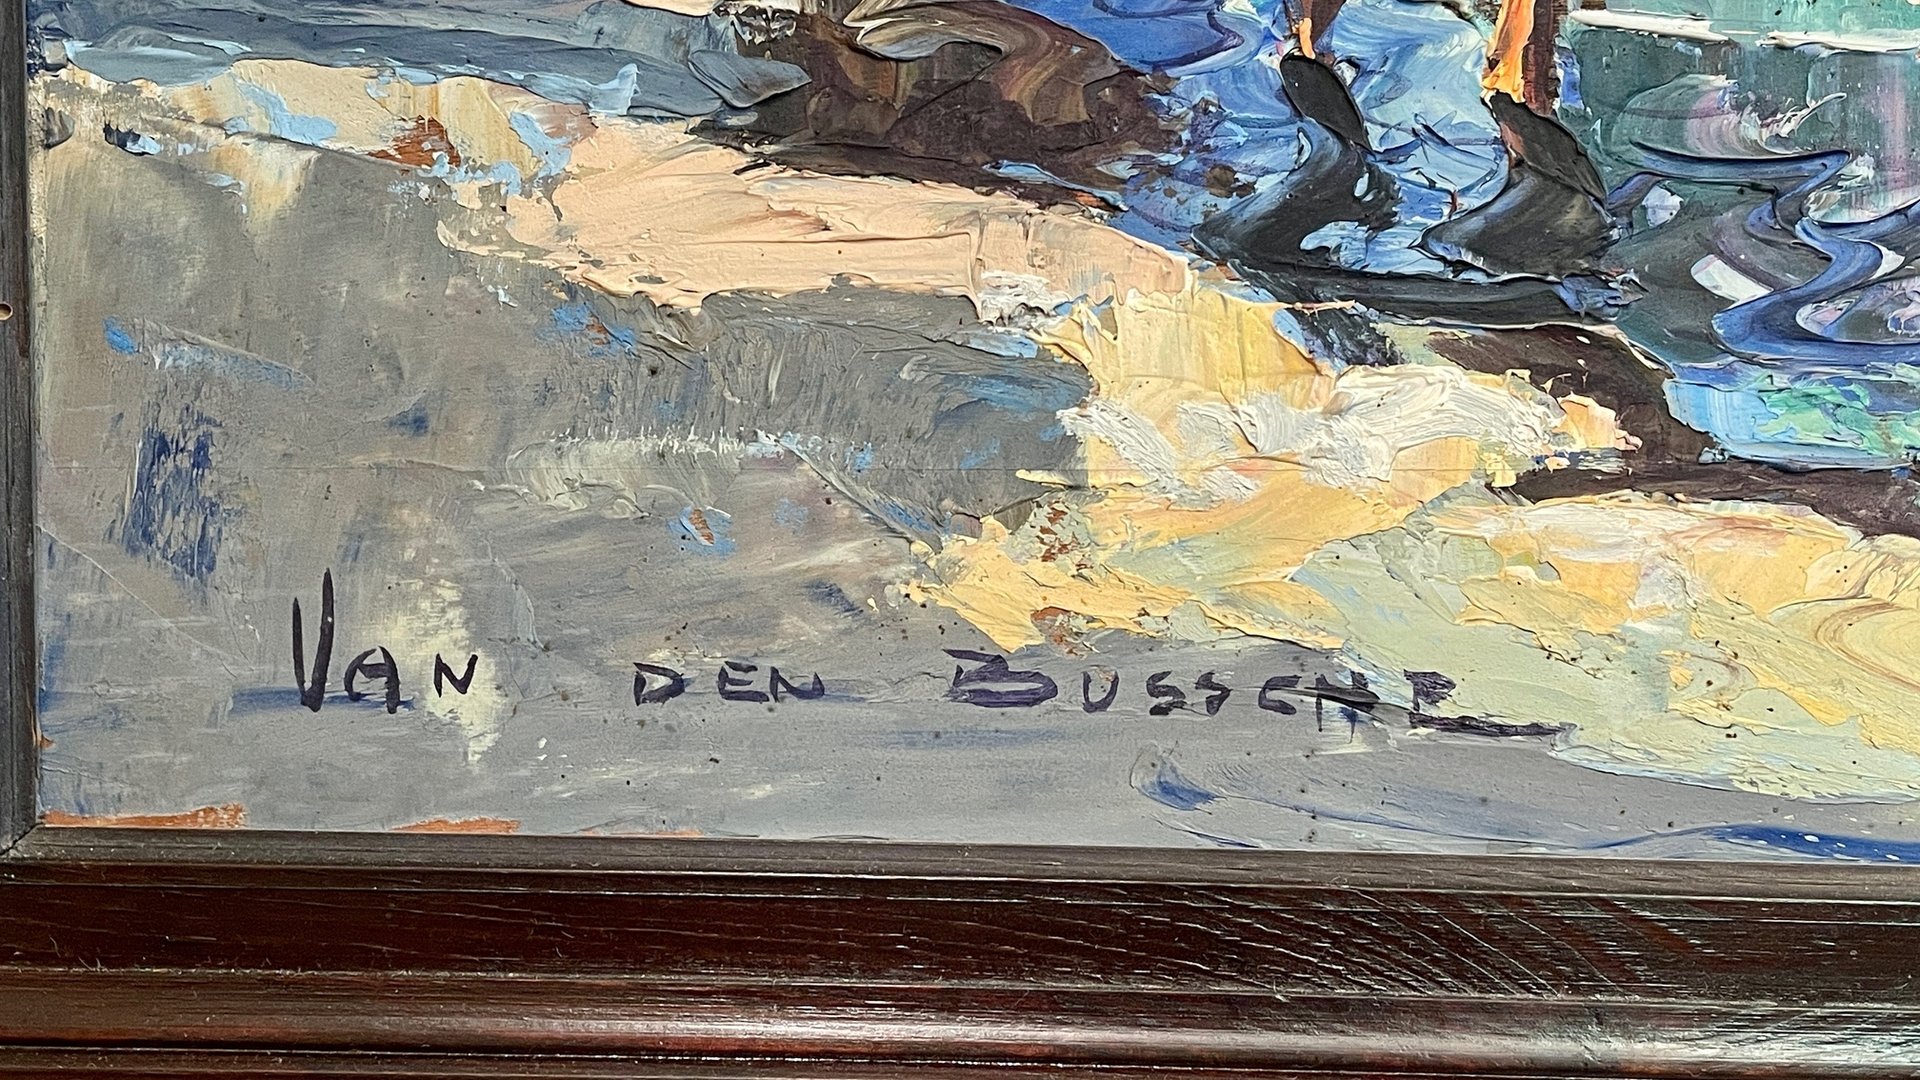 VAN DEN BUSSCHE